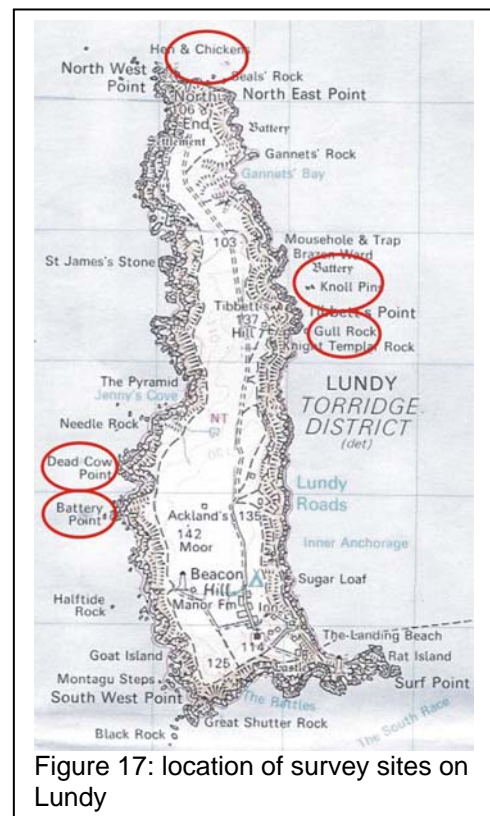 Hen & Chickens
North West
Point
Seals' Rock
North
End
North East Point
106
Battery
Settlement
Gannets' Rock
Gannets' Bay
103
Mousehole & Trap
Brazen Ward
Battery
St James's Stone
Knoll Pins
Tibbett's
Hill
137
Tibbett's Point
Gull Rock
Knight Templar Rock
The Pyramid
Jenny's Cove
LUNDY
TORRIDGE
DISTRICT
(det)
NT
Needle Rock
Dead Cow
Point
Lundy
Roads
Battery
Point
Ackland's
135
142
Moor
Inner Anchorage
Beacon
Hill
Sugar Loaf
Manor Fm
Inn
Halftide
Rock
The Landing Beach
114
Goat Island
Castle
Rat Island
125
Montagu Steps
Surf Point
South West Point
The Rattles
Great Shutter Rock
The South Race
Black Rock
Figure 17: location of survey sites on
Lundy